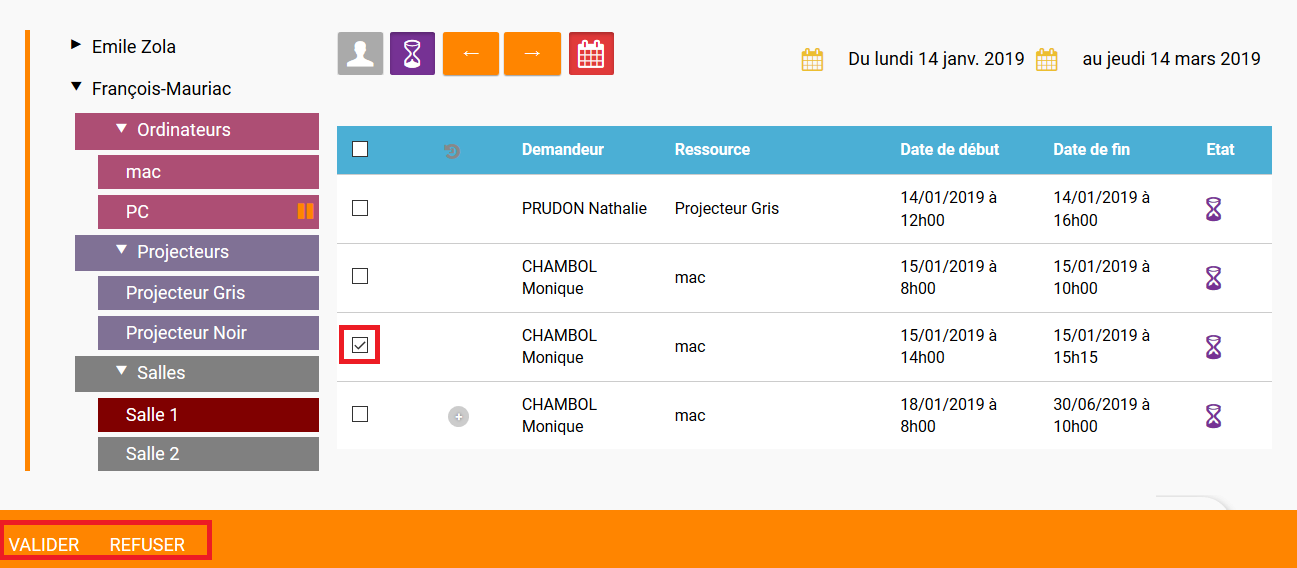 Emile Zola
François-Mauriac
Ordinateurs
mac
PC
Projecteurs
Projecteur Gris
Projecteur Noir
Salles
Salle 1
Salle 2
Du lundi 14 janv. 2019 au jeudi 14 mars 2019
Demandeur Ressource Date de début Date de fin Etat
PRUDON Nathalie Projecteur Gris 14/01/2019 à 12h00 14/01/2019 à 16h00
CHAMBOL Monique mac 15/01/2019 à 8h00 15/01/2019 à 10h00
CHAMBOL Monique mac 15/01/2019 à 14h00 15/01/2019 à 15h15
CHAMBOL Monique mac 18/01/2019 à 8h00 30/06/2019 à 10h00
VALIDER REFUSER